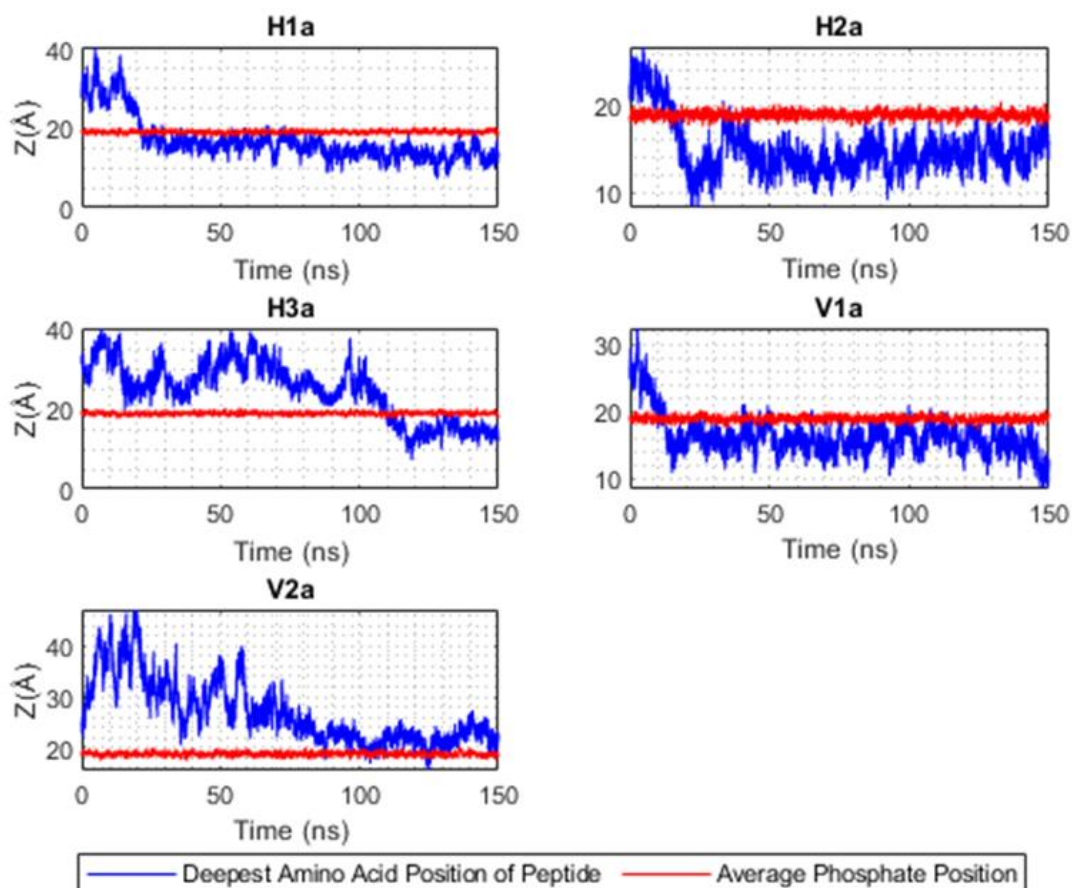 H1a
H2a
40
20
0
Z(Å)
0 50 100 150
Time (ns)
20
10
0 50 100 150
Time (ns)
H3a
V1a
40
20
0
Z(Å)
0 50 100 150
Time (ns)
30
20
10
0 50 100 150
Time (ns)
V2a
40
30
20
Z(Å)
0 50 100 150
Time (ns)
Deepest Amino Acid Position of Peptide Average Phosphate Position